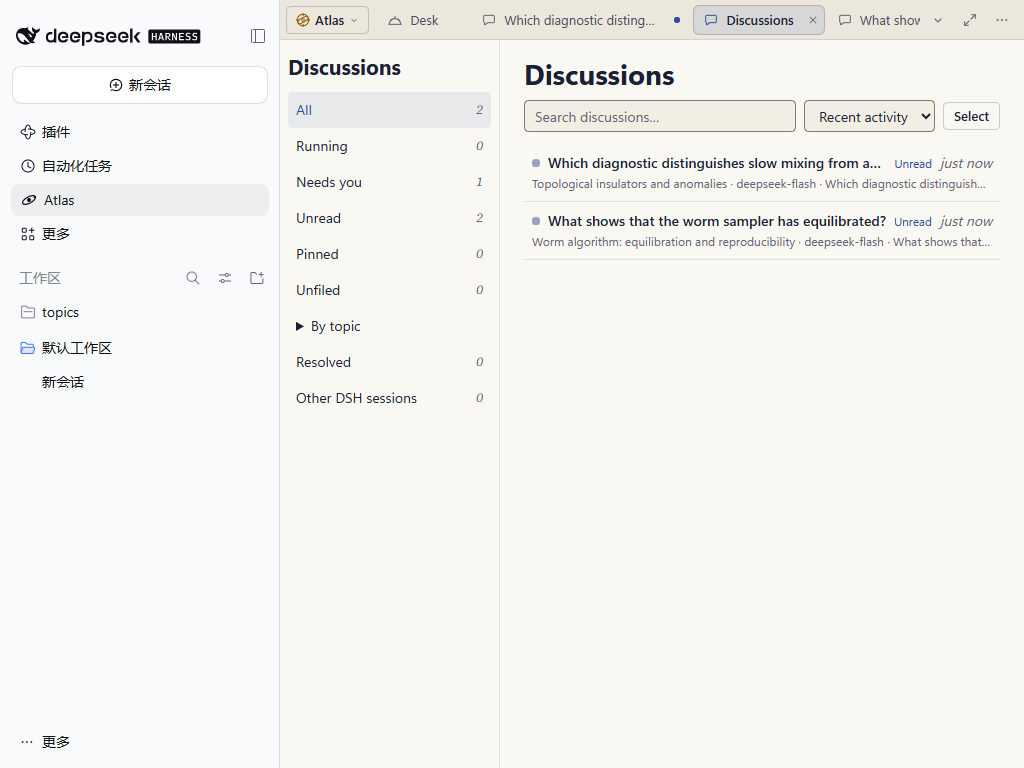 deepseek HARNESS
新会话
插件
自动化任务
Atlas
更多
工作区
topics
默认工作区
新会话
更多
Atlas
Desk
Which diagnostic disting...
Discussions
What show
Discussions
All 2
Running 0
Needs you 1
Unread 2
Pinned 0
Unfiled 0
By topic
Resolved 0
Other DSH sessions 0
Discussions
Search discussions...
Recent activity
Select
Which diagnostic distinguishes slow mixing from a... Unread just now
Topological insulators and anomalies · deepseek-flash · Which diagnostic distinguish...
What shows that the worm sampler has equilibrated? Unread just now
Worm algorithm: equilibration and reproducibility · deepseek-flash · What shows that...